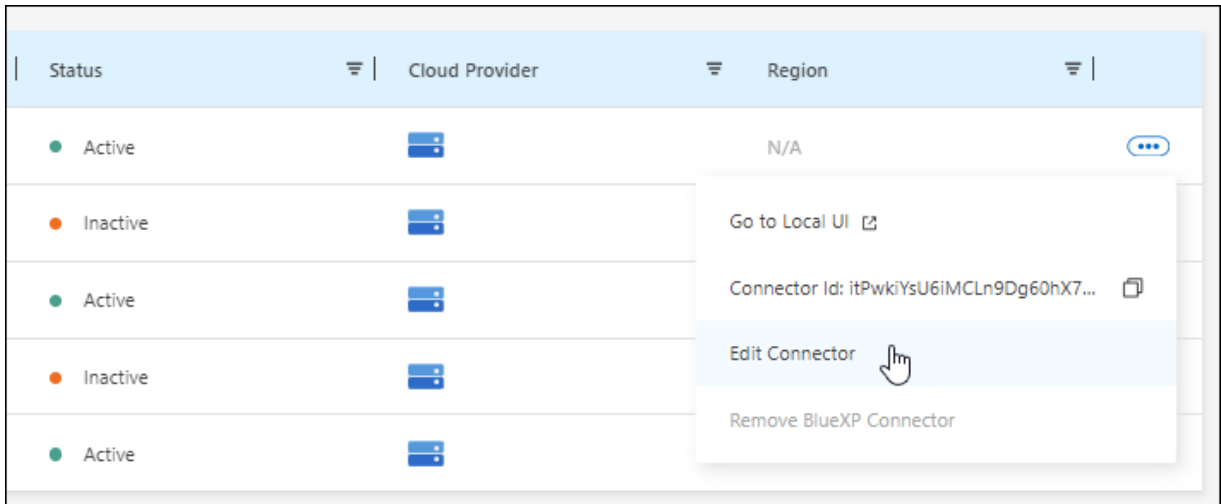 Status Cloud Provider Region
Active N/A
Inactive
Go to Local UI
Connector Id: itPwkiYsU6iMCLn9Dg60hX7...
Active
Edit Connector
Inactive
Remove BlueXP Connector
Active